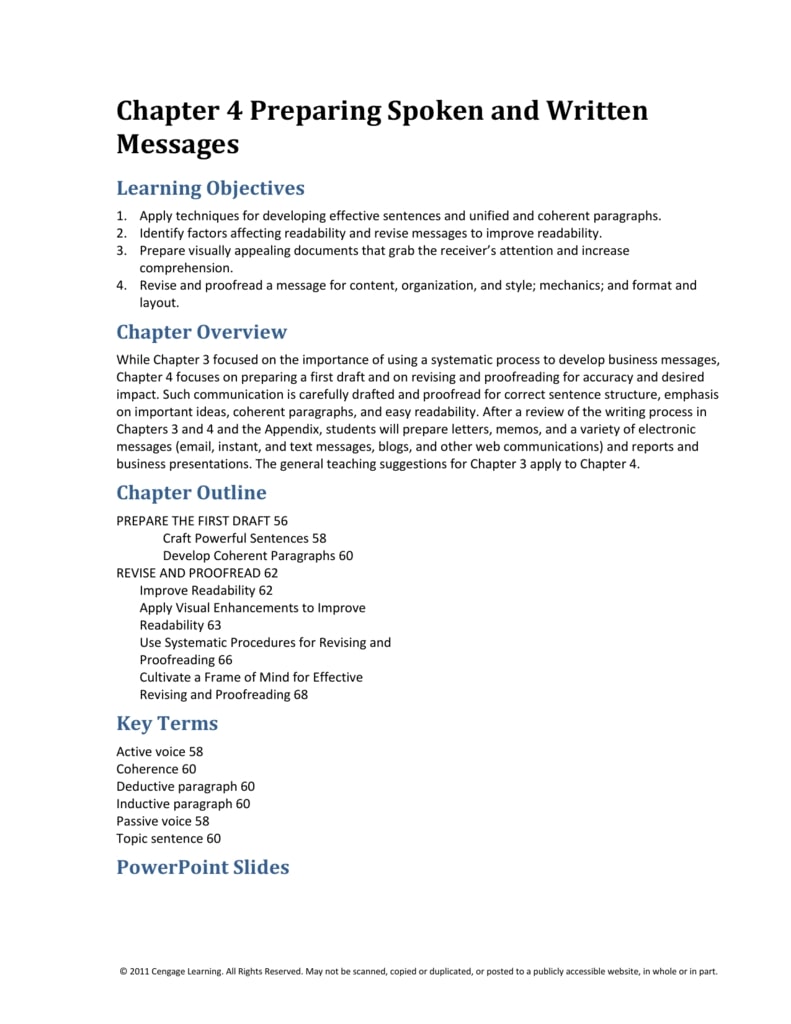 Chapter 4 Preparing Spoken and Written
Messages
Learning Objectives
1. Apply techniques for developing effective sentences and unified and coherent paragraphs.
2. Identify factors affecting readability and revise messages to improve readability.
3. Prepare visually appealing documents that grab the receiver’s attention and increase
comprehension.
4. Revise and proofread a message for content, organization, and style; mechanics; and format and
layout.
Chapter Overview
While Chapter 3 focused on the importance of using a systematic process to develop business messages,
Chapter 4 focuses on preparing a first draft and on revising and proofreading for accuracy and desired
impact. Such communication is carefully drafted and proofread for correct sentence structure, emphasis
on important ideas, coherent paragraphs, and easy readability. After a review of the writing process in
Chapters 3 and 4 and the Appendix, students will prepare letters, memos, and a variety of electronic
messages (email, instant, and text messages, blogs, and other web communications) and reports and
business presentations. The general teaching suggestions for Chapter 3 apply to Chapter 4.
Chapter Outline
PREPARE THE FIRST DRAFT 56
Craft Powerful Sentences 58
Develop Coherent Paragraphs 60
REVISE AND PROOFREAD 62
Improve Readability 62
Apply Visual Enhancements to Improve
Readability 63
Use Systematic Procedures for Revising and
Proofreading 66
Cultivate a Frame of Mind for Effective
Revising and Proofreading 68
Key Terms
Active voice 58
Coherence 60
Deductive paragraph 60
Inductive paragraph 60
Passive voice 58
Topic sentence 60
PowerPoint Slides
© 2011 Cengage Learning. All Rights Reserved. May not be scanned, copied or duplicated, or posted to a publicly accessible website, in whole or in part.